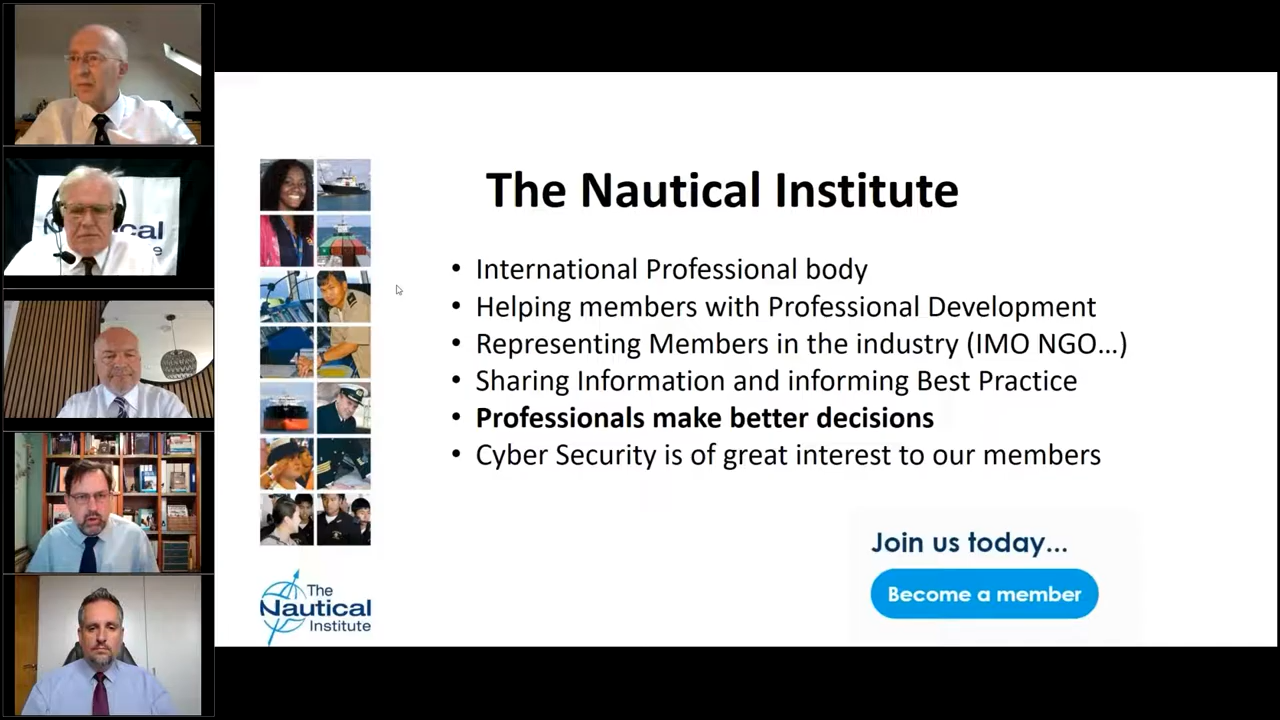 The Nautical Institute
• International Professional body
• Helping members with Professional Development
• Representing Members in the industry (IMO NGO...)
• Sharing Information and informing Best Practice
• Professionals make better decisions
• Cyber Security is of great interest to our members
Join us today...
Become a member
The
Nautical
Institute